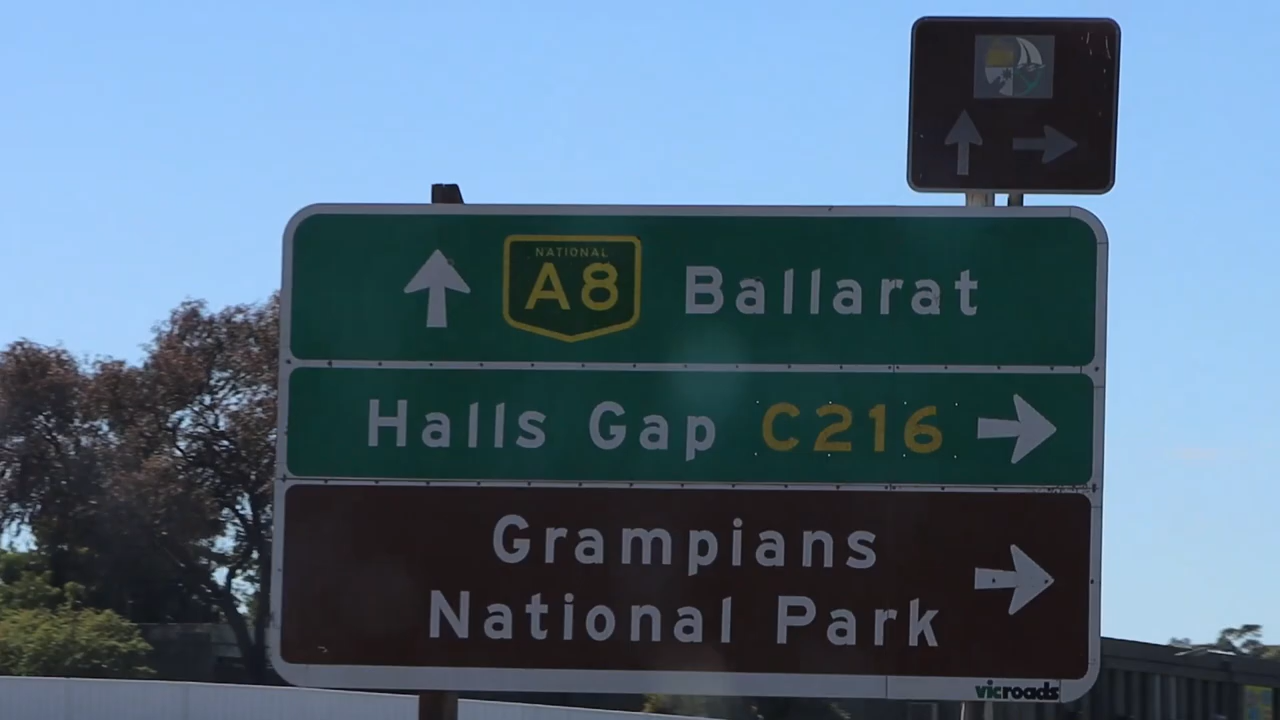 NATIONAL
A8 Ballarat
Halls Gap C216
Grampians
National Park
vicroads